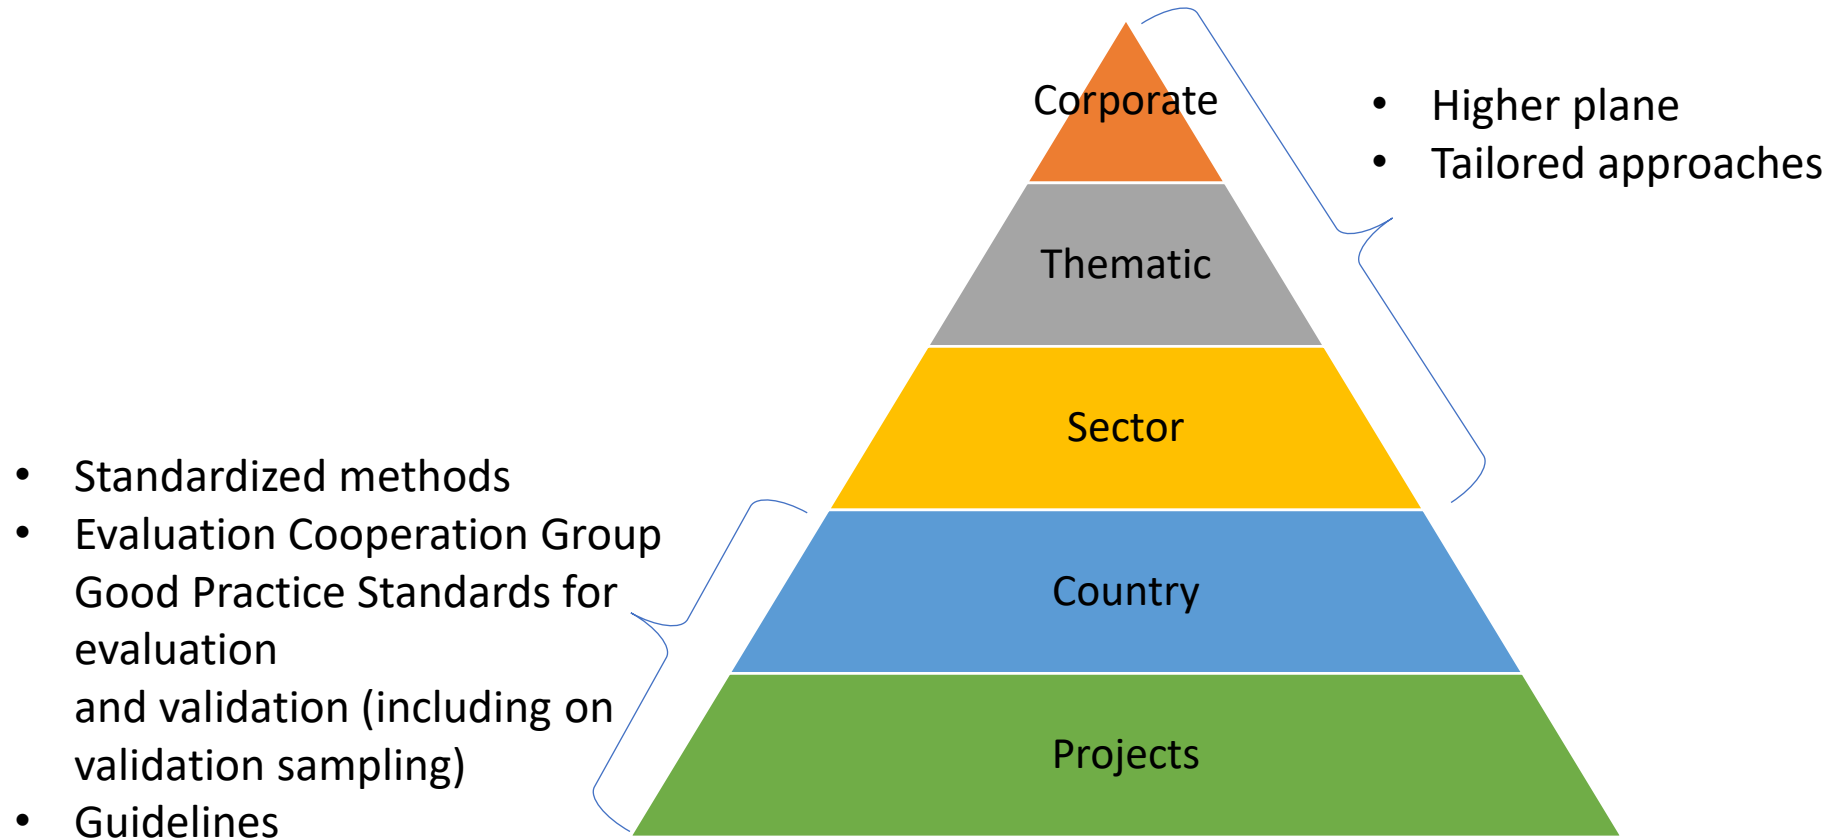 Corporate
• Higher plane
• Tailored approaches
Thematic
Sector
• Standardized methods
• Evaluation Cooperation Group
Good Practice Standards for
evaluation
and validation (including on
validation sampling)
• Guidelines
Country
Projects